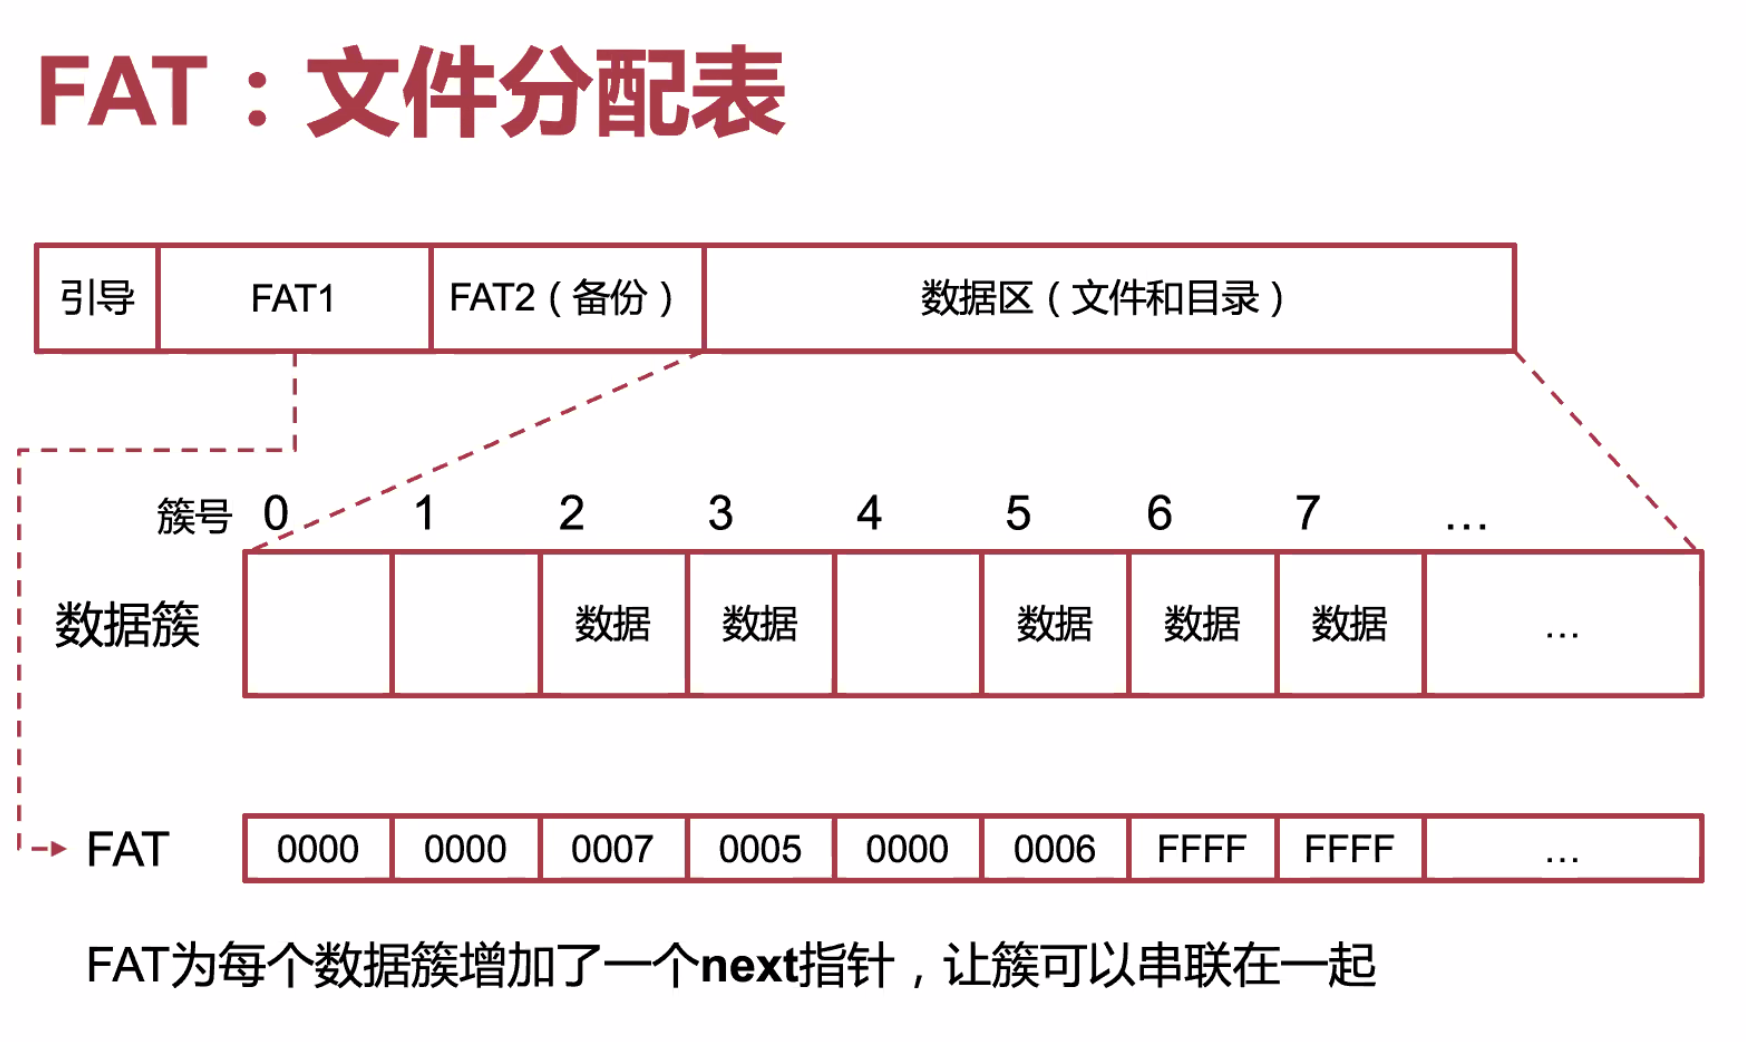 FAT：文件分配表
引导 FAT1 FAT2（备份） 数据区（文件和目录）
簇号 0 1 2 3 4 5 6 7 …
数据簇 数据 数据 数据 数据 数据 …
FAT 0000 0000 0007 0005 0000 0006 FFFF FFFF …
FAT为每个数据簇增加了一个next指针，让簇可以串联在一起